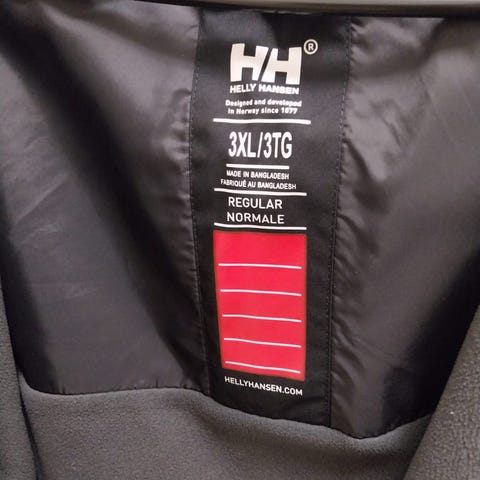 HH®
HELLY HANSEN
Designed and developed
in Norway since 1877
3XL/3TG
MADE IN BANGLADESH
FABRIQUÉ AU BANGLADESH
REGULAR
NORMALE
HELLYHANSEN.COM